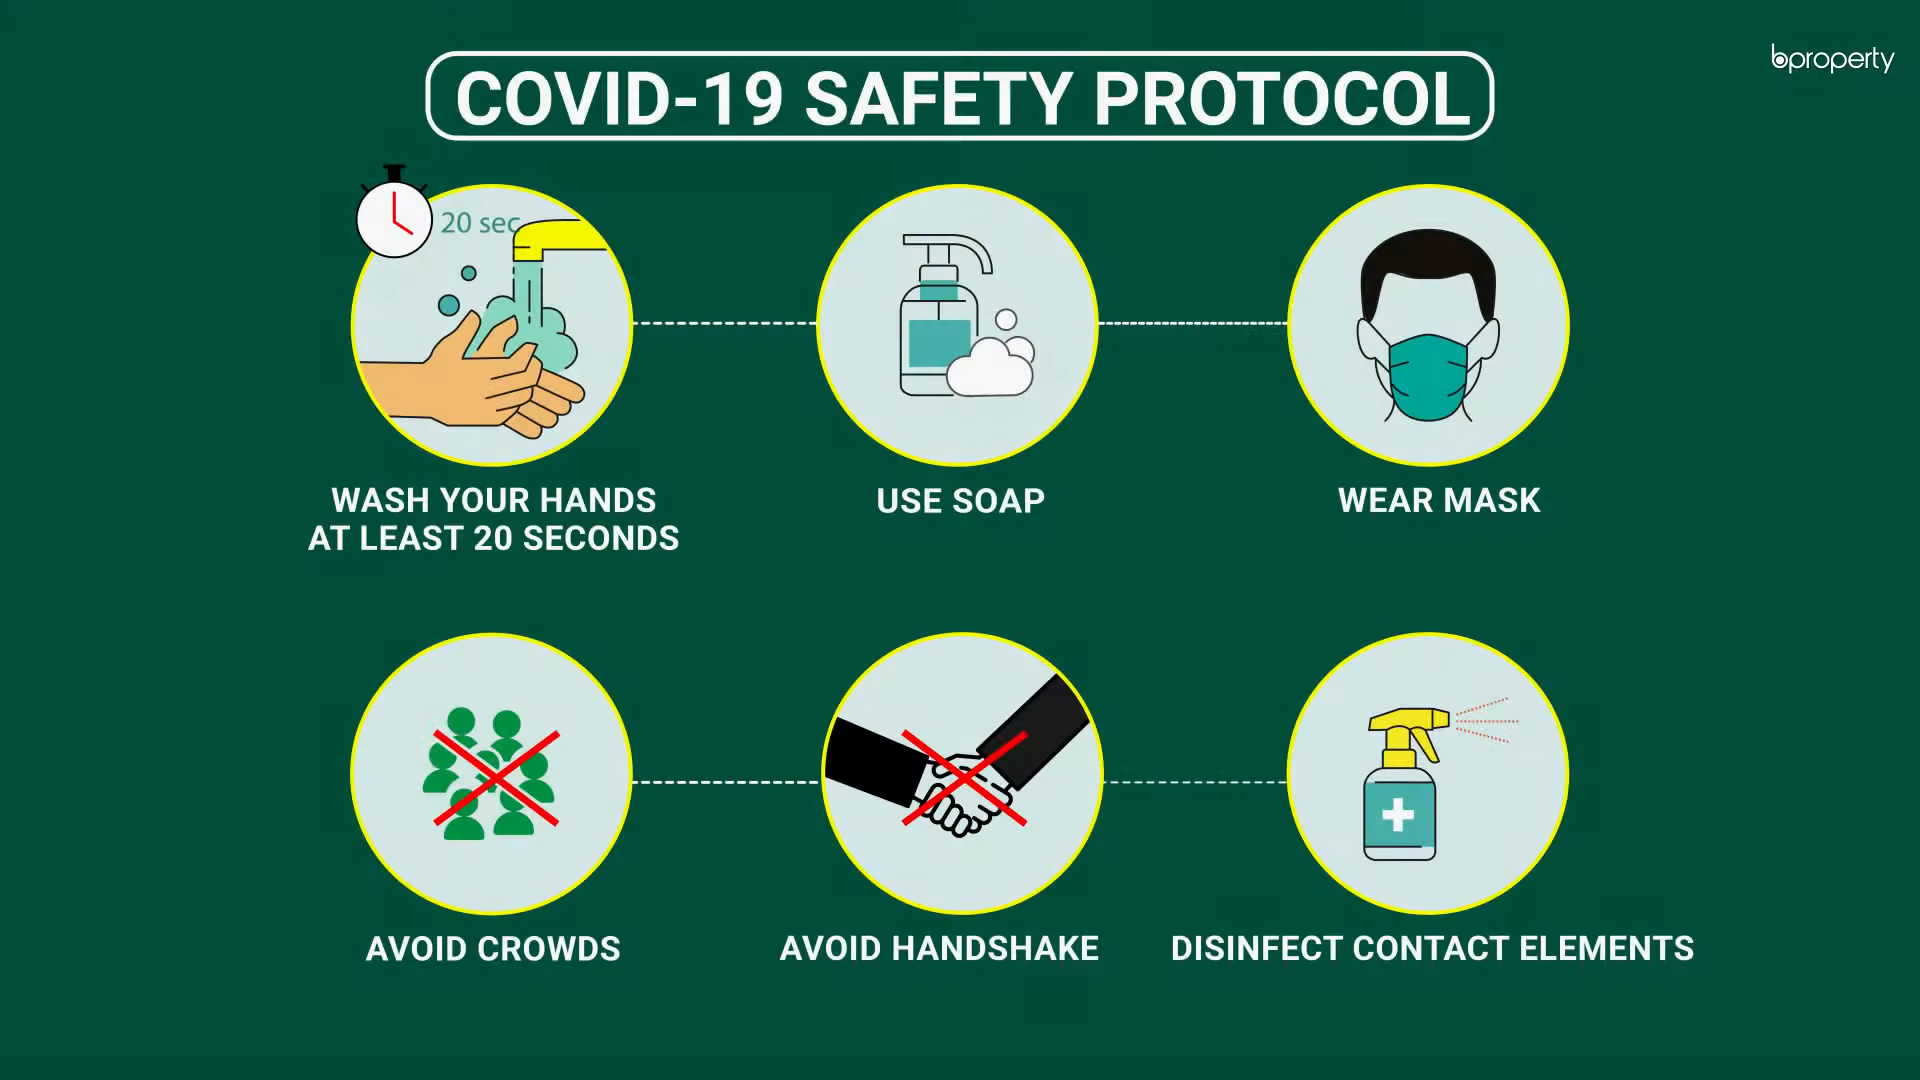 bproperty
COVID-19 SAFETY PROTOCOL
20 sec
WASH YOUR HANDS
AT LEAST 20 SECONDS
USE SOAP
WEAR MASK
AVOID CROWDS
AVOID HANDSHAKE
DISINFECT CONTACT ELEMENTS